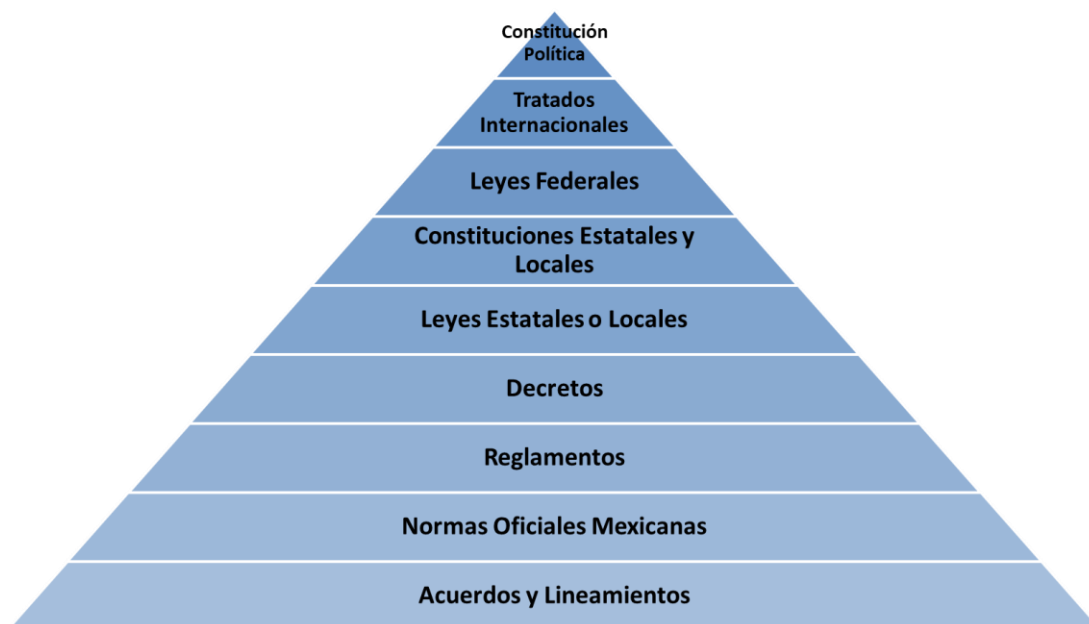 Constitución
Política
Tratados
Internacionales
Leyes Federales
Constituciones Estatales y
Locales
Leyes Estatales o Locales
Decretos
Reglamentos
Normas Oficiales Mexicanas
Acuerdos y Lineamientos